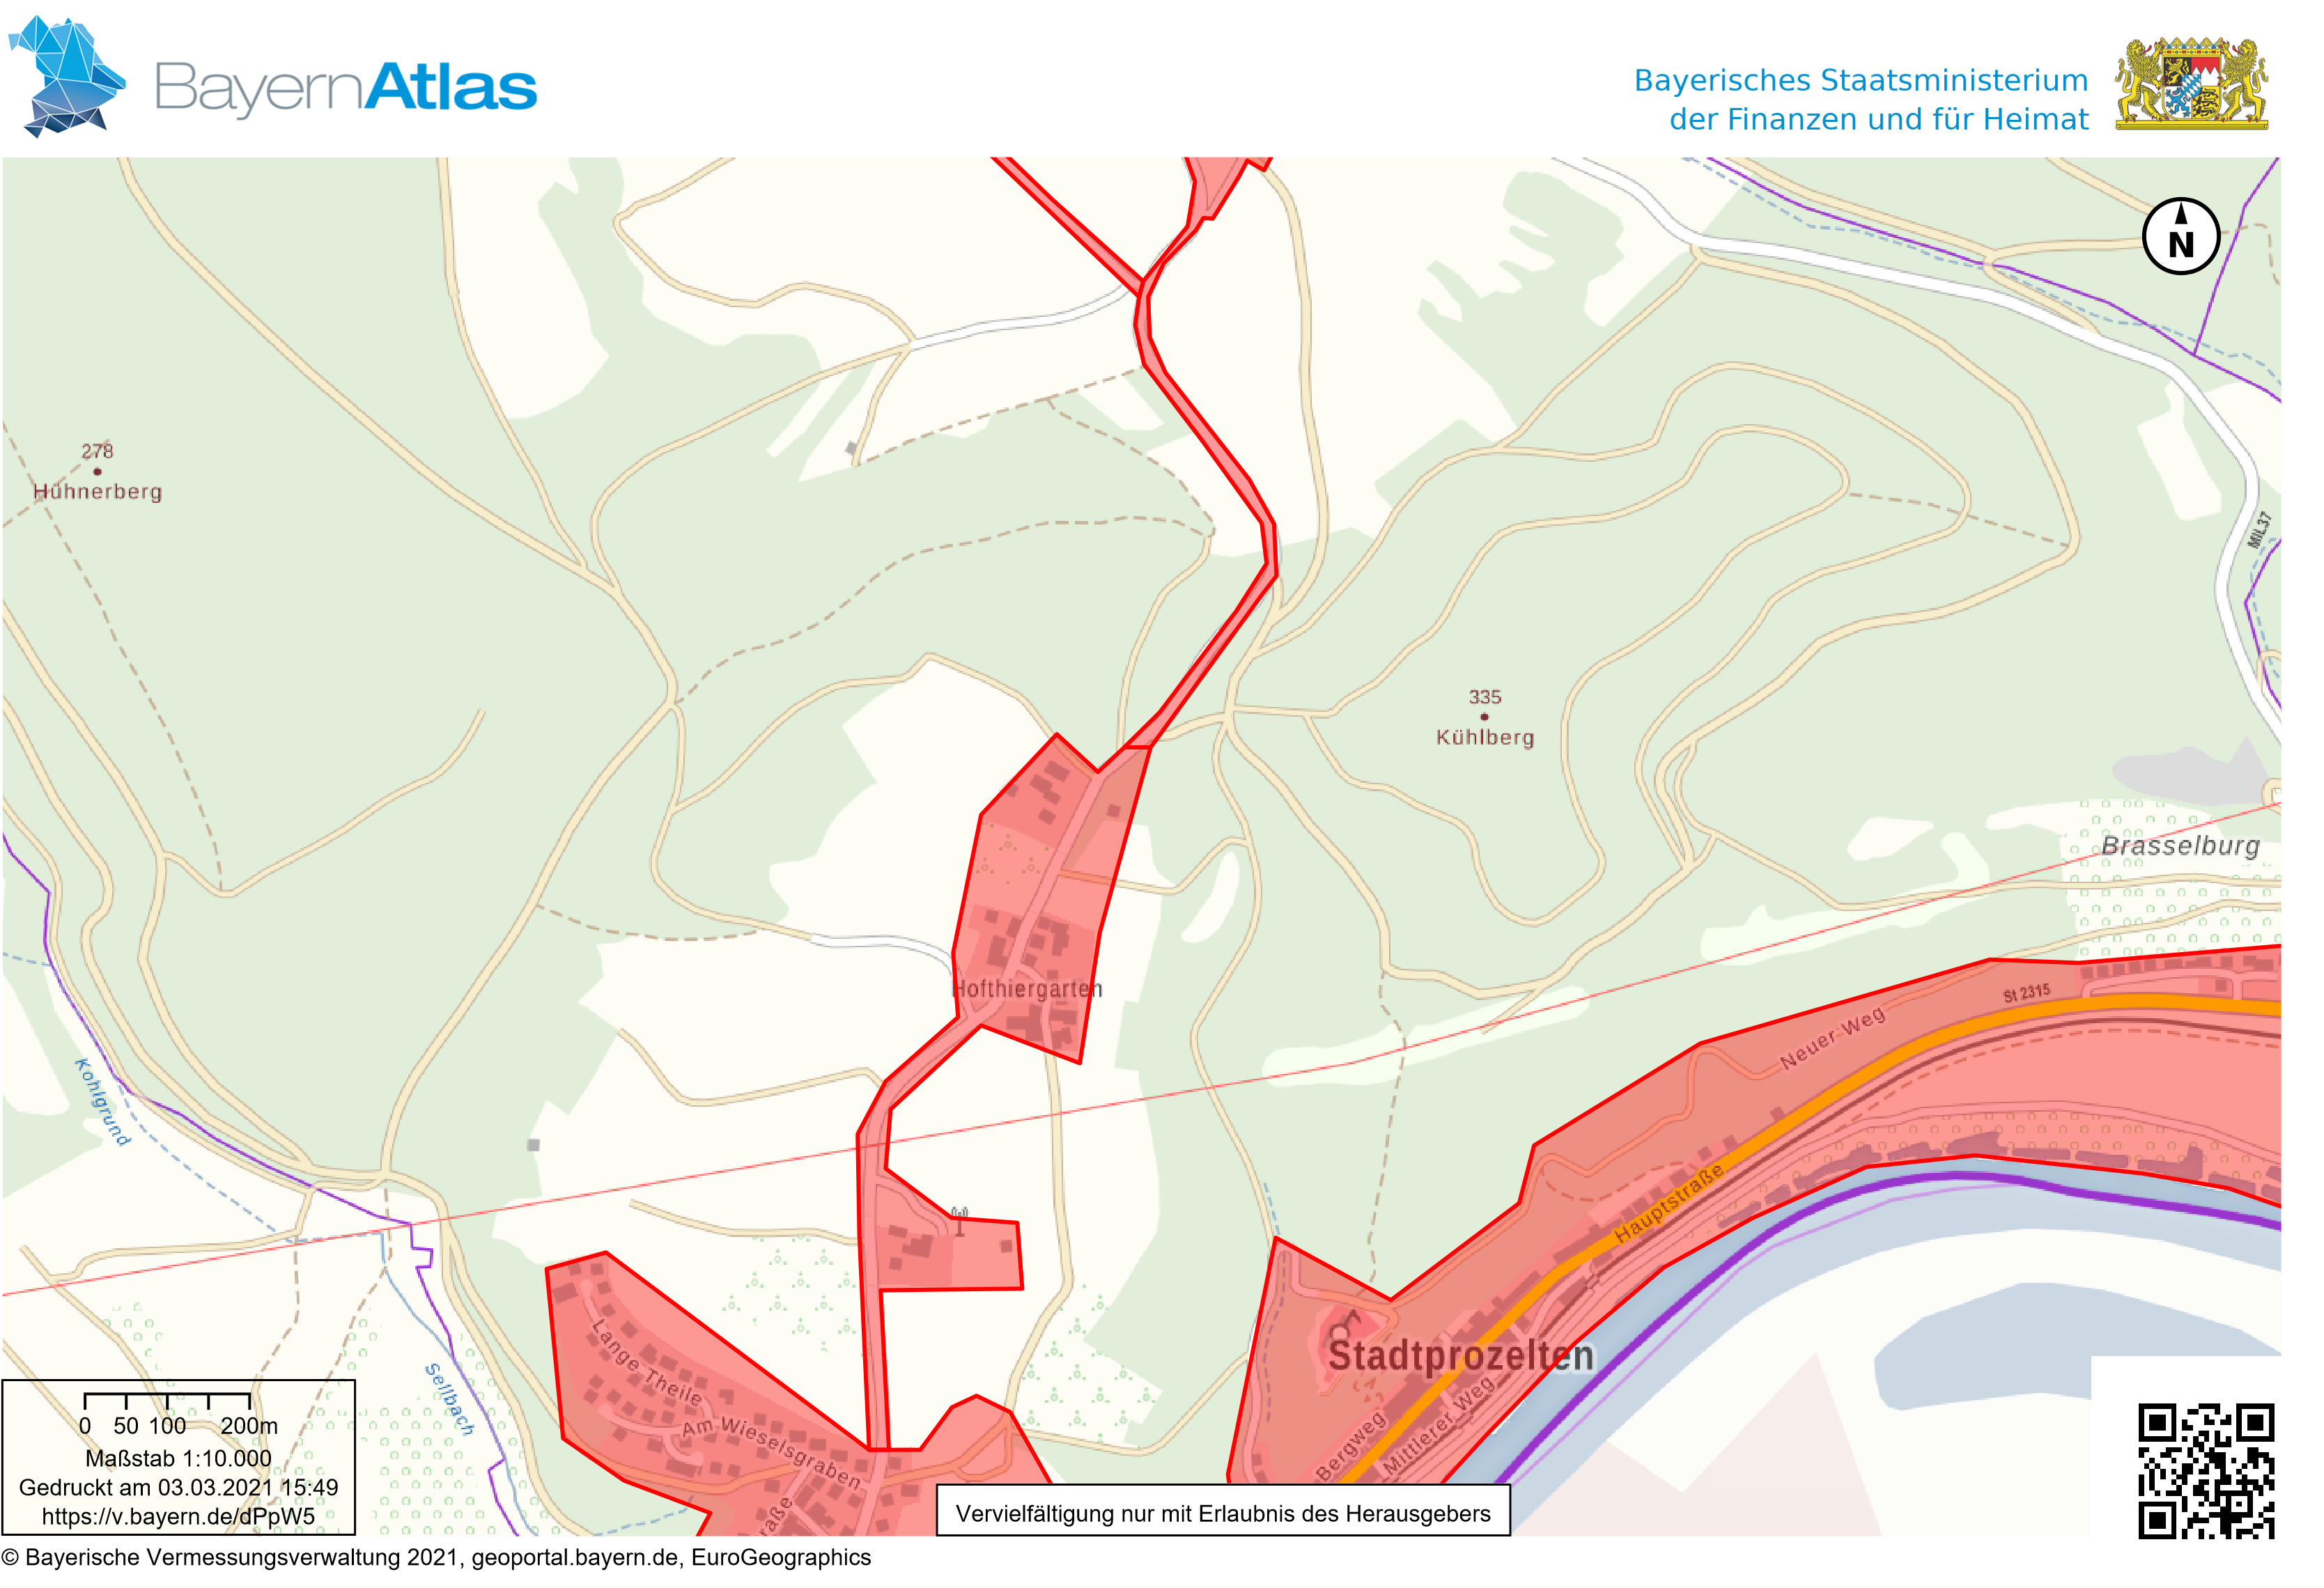 BayernAtlas
Bayerisches Staatsministerium
der Finanzen und für Heimat
N
278
Hühnerberg
MIL37
335
Kühlberg
Brasselburg
Hofthiergarten
St 2315
Neuer Weg
Kohlgrund
Hauptstraße
Stadtprozelten
Lange Theile
Sellbach
Am Wieselsgraben
Bergweg
Mittlerer Weg
raße
0 50 100 200m
Maßstab 1:10.000
Gedruckt am 03.03.2021 15:49
https://v.bayern.de/dPpW5
Vervielfältigung nur mit Erlaubnis des Herausgebers
© Bayerische Vermessungsverwaltung 2021, geoportal.bayern.de, EuroGeographics